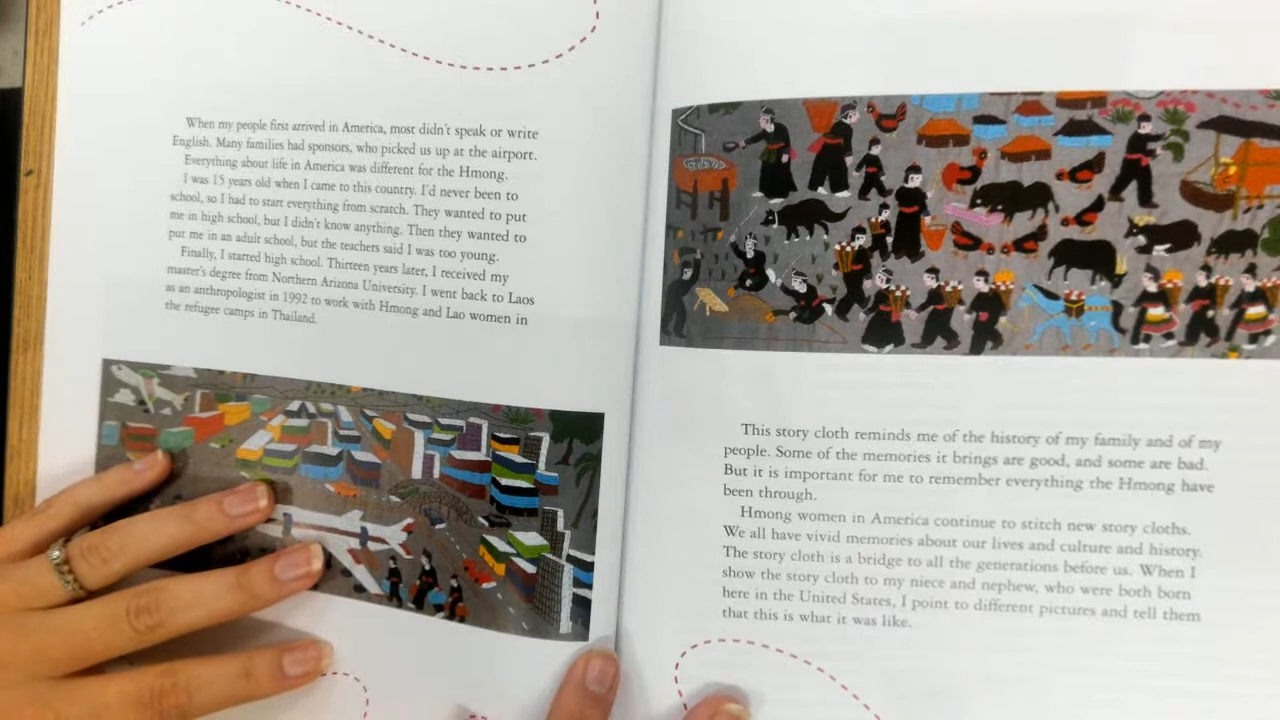 When my people first arrived in America, most didn't speak or write
English. Many families had sponsors, who picked us up at the airport.
Everything about life in America was different for the Hmong.
I was 15 years old when I came to this country. I'd never been to
school, so I had to start everything from scratch. They wanted to put
me in high school, but I didn't know anything. Then they wanted to
put me in an adult school, but the teachers said I was too young.
Finally, I started high school. Thirteen years later, I received my
master's degree from Northern Arizona University. I went back to Laos
as an anthropologist in 1992 to work with Hmong and Lao women in
the refugee camps in Thailand.
This story cloth reminds me of the history of my family and of my
people. Some of the memories it brings are good, and some are bad.
But it is important for me to remember everything the Hmong have
been through.
Hmong women in America continue to stitch new story cloths.
We all have vivid memories about our lives and culture and history.
The story cloth is a bridge to all the generations before us. When I
show the story cloth to my niece and nephew, who were both born
here in the United States, I point to different pictures and tell them
that this is what it was like.